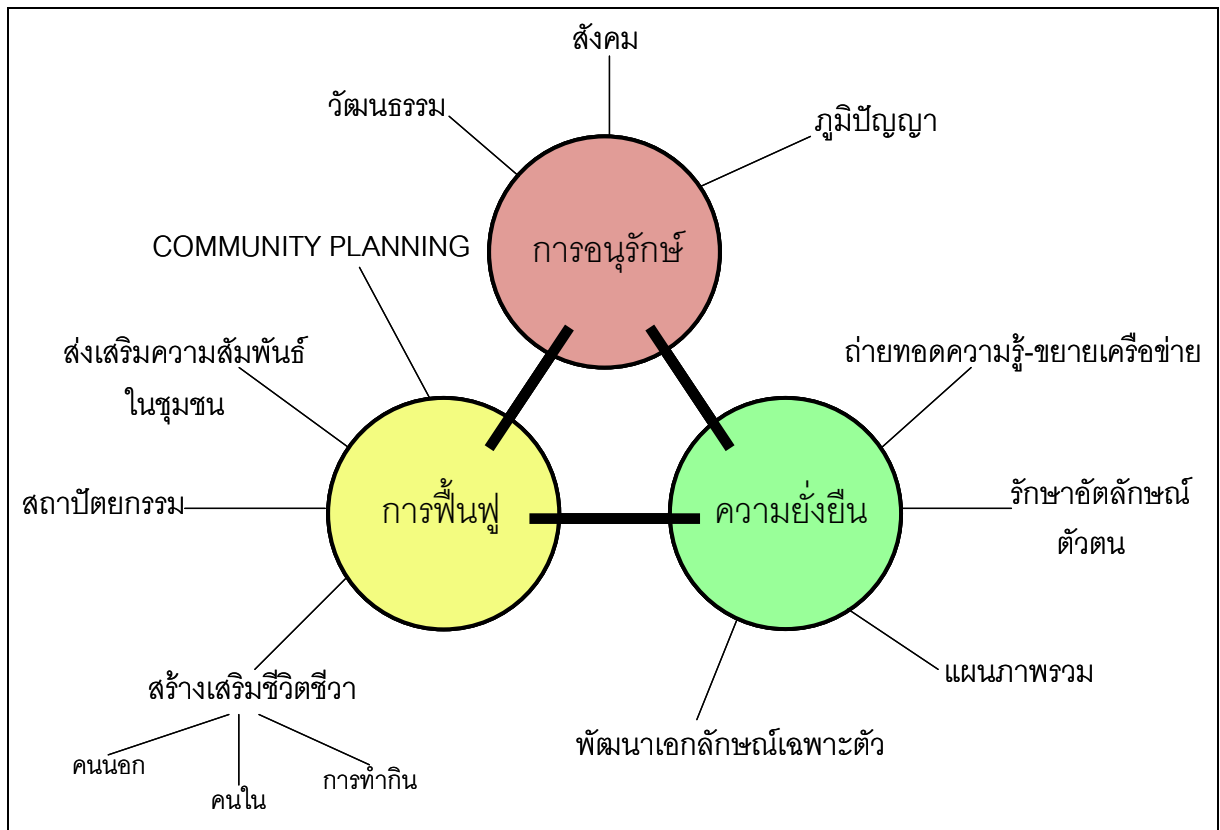 สังคม
วัฒนธรรม
ภูมิปัญญา
COMMUNITY PLANNING
การอนุรักษ์
ส่งเสริมความสัมพันธ์
ในชุมชน
ถ่ายทอดความรู้-ขยายเครือข่าย
สถาปัตยกรรม
การฟื้นฟู
ความยั่งยืน
รักษาอัตลักษณ์
ตัวตน
สร้างเสริมชีวิตชีวา
แผนภาพรวม
พัฒนาเอกลักษณ์เฉพาะตัว
คนนอก
คนใน
การทำกิน